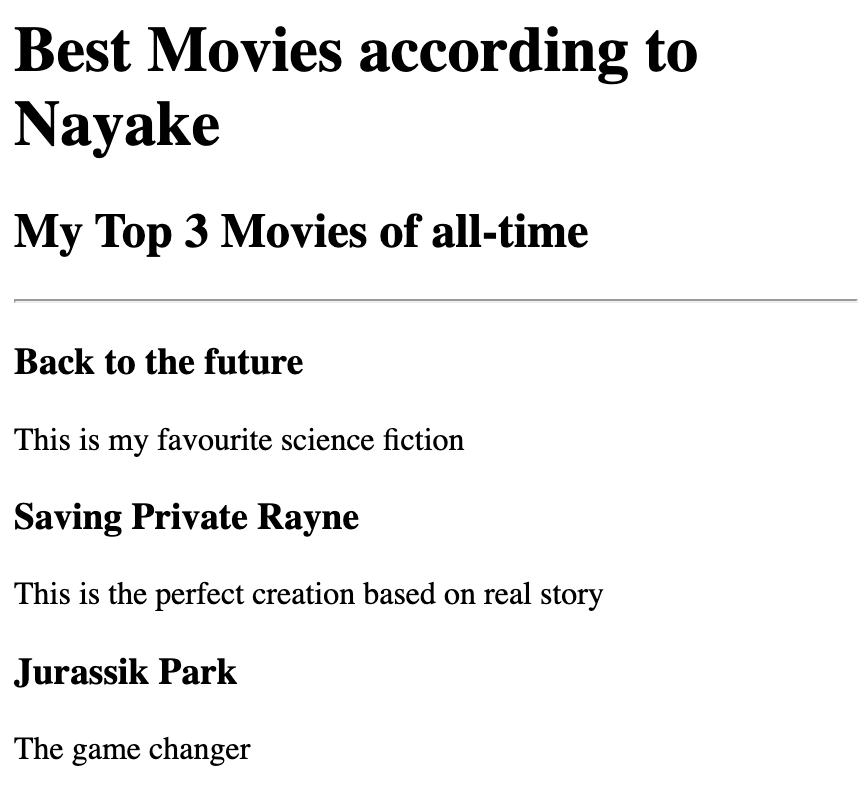 Best Movies according to
Nayake
My Top 3 Movies of all-time
Back to the future
This is my favourite science fiction
Saving Private Rayne
This is the perfect creation based on real story
Jurassik Park
The game changer